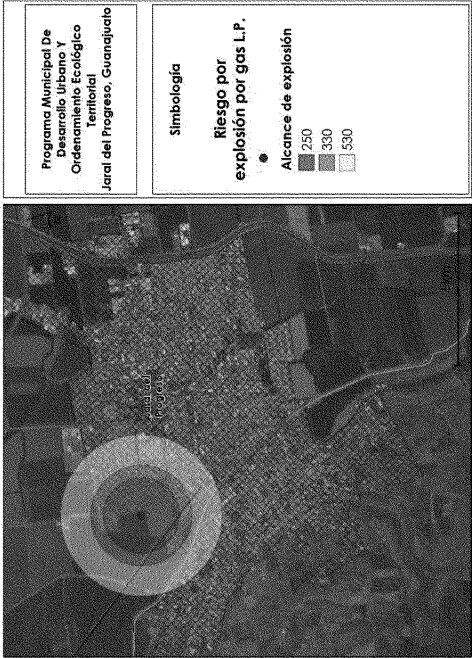 Programa Municipal De
Desarrollo Urbano Y
Ordenamiento Ecológico
Territorial
Jaral del Progreso, Guanajuato
Simbología
Riesgo por
explosión por gas L.P.
Alcance de explosión
250
330
530
Jaral del
Progreso